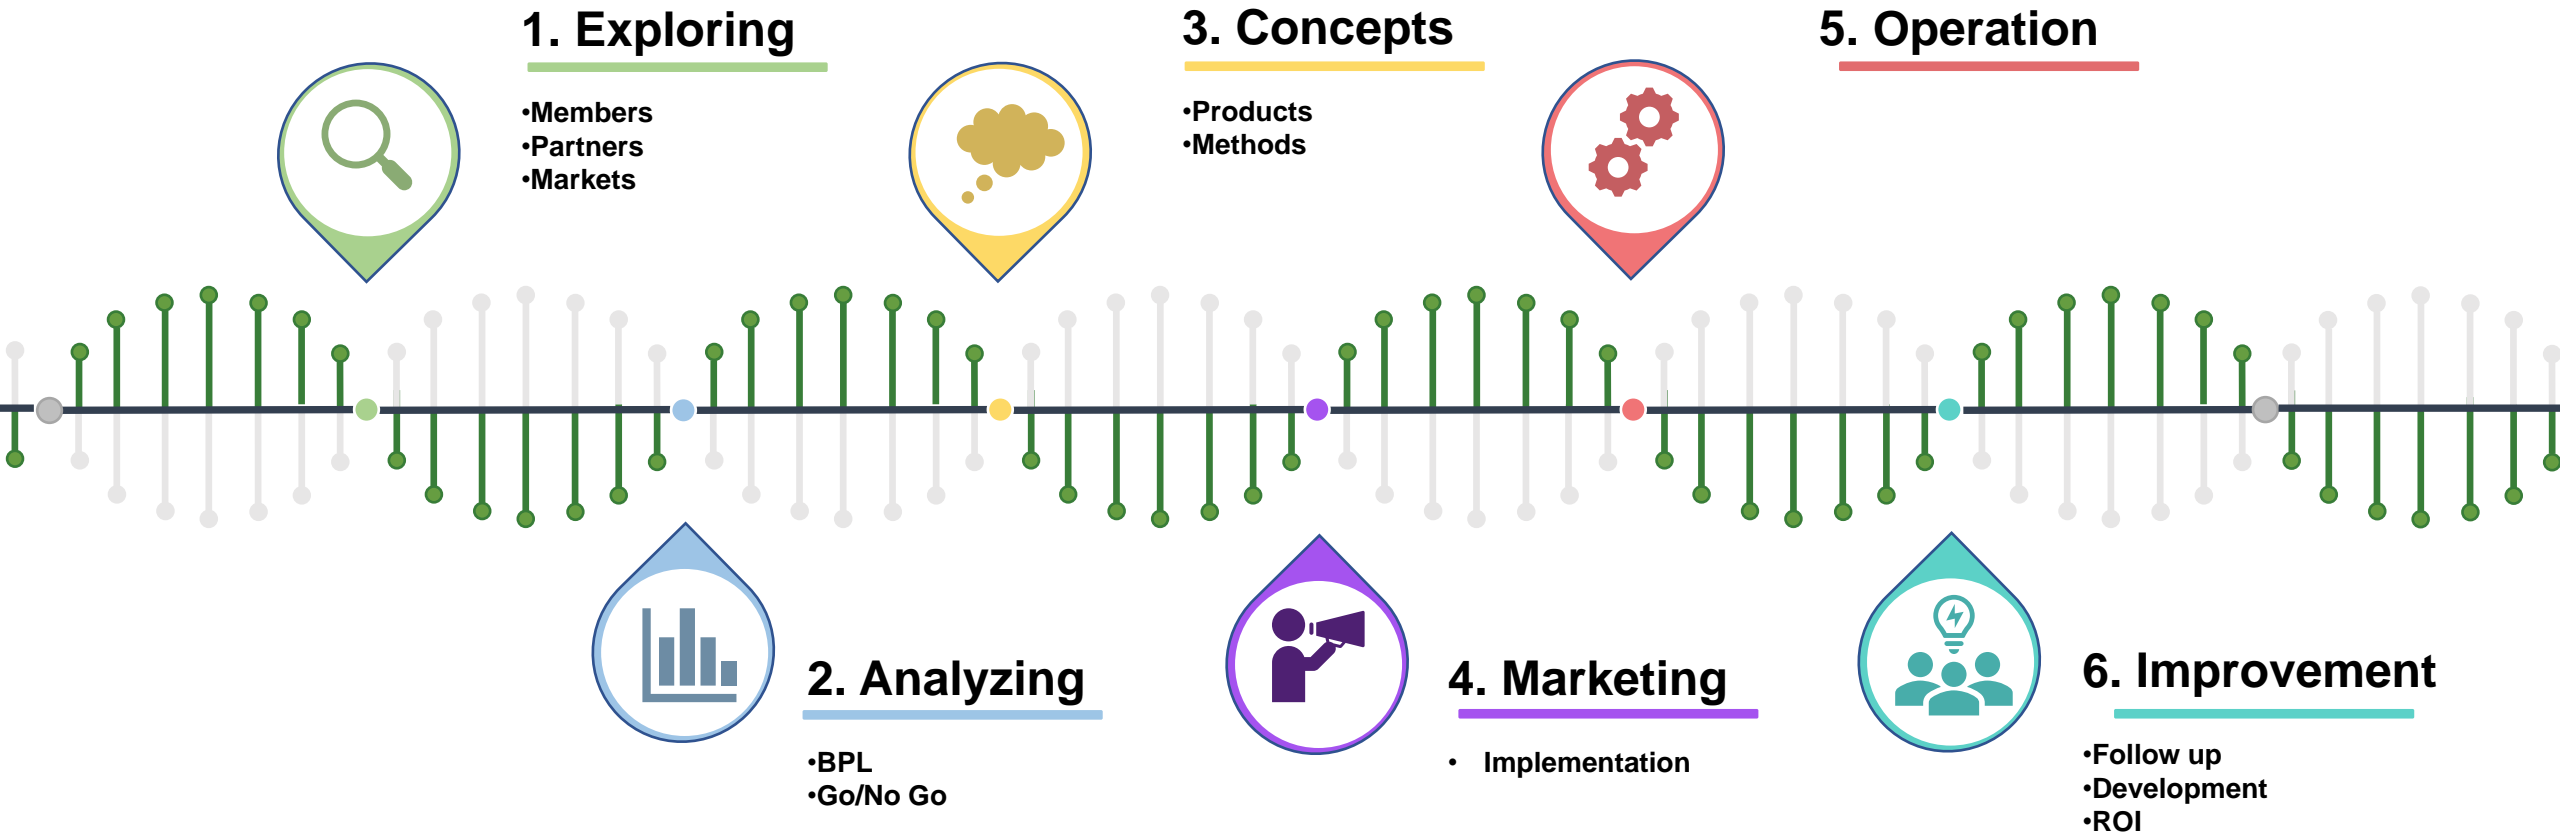 1. Exploring
•Members
•Partners
•Markets
2. Analyzing
•BPL
•Go/No Go
3. Concepts
•Products
•Methods
4. Marketing
• Implementation
5. Operation
6. Improvement
•Follow up
•Development
•ROI